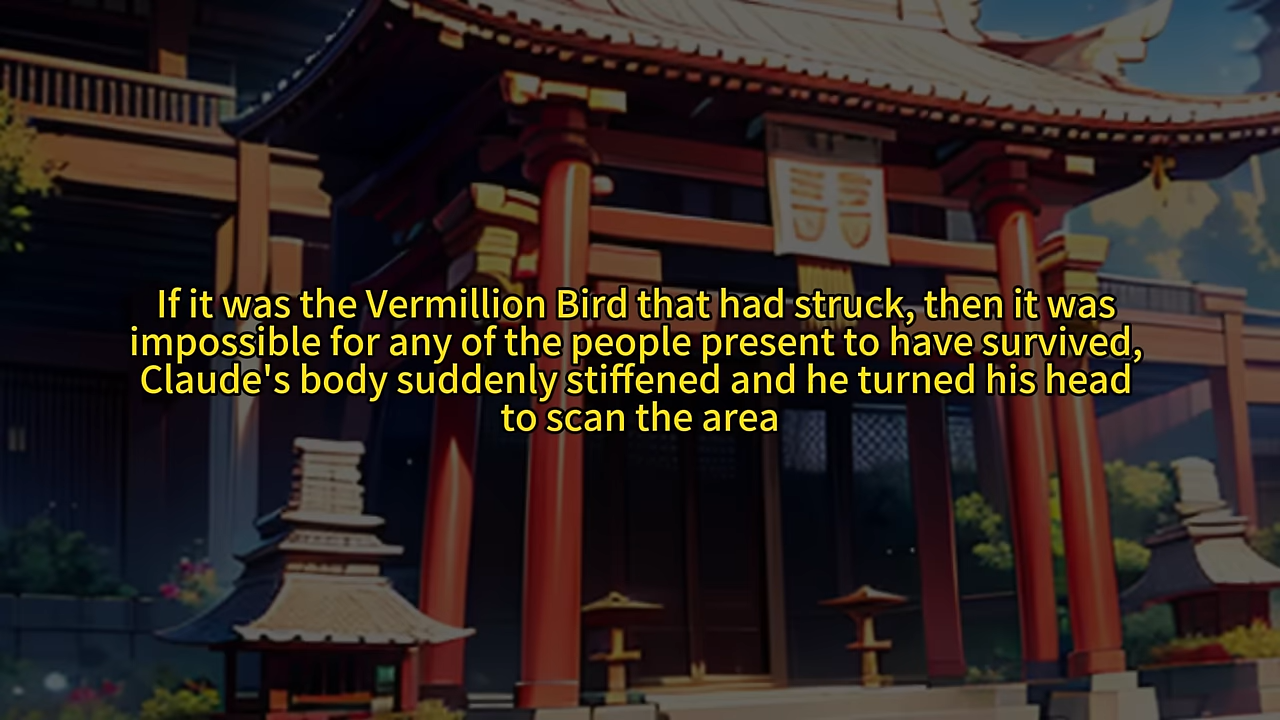 If it was the Vermillion Bird that had struck, then it was
impossible for any of the people present to have survived,
Claude's body suddenly stiffened and he turned his head
to scan the area